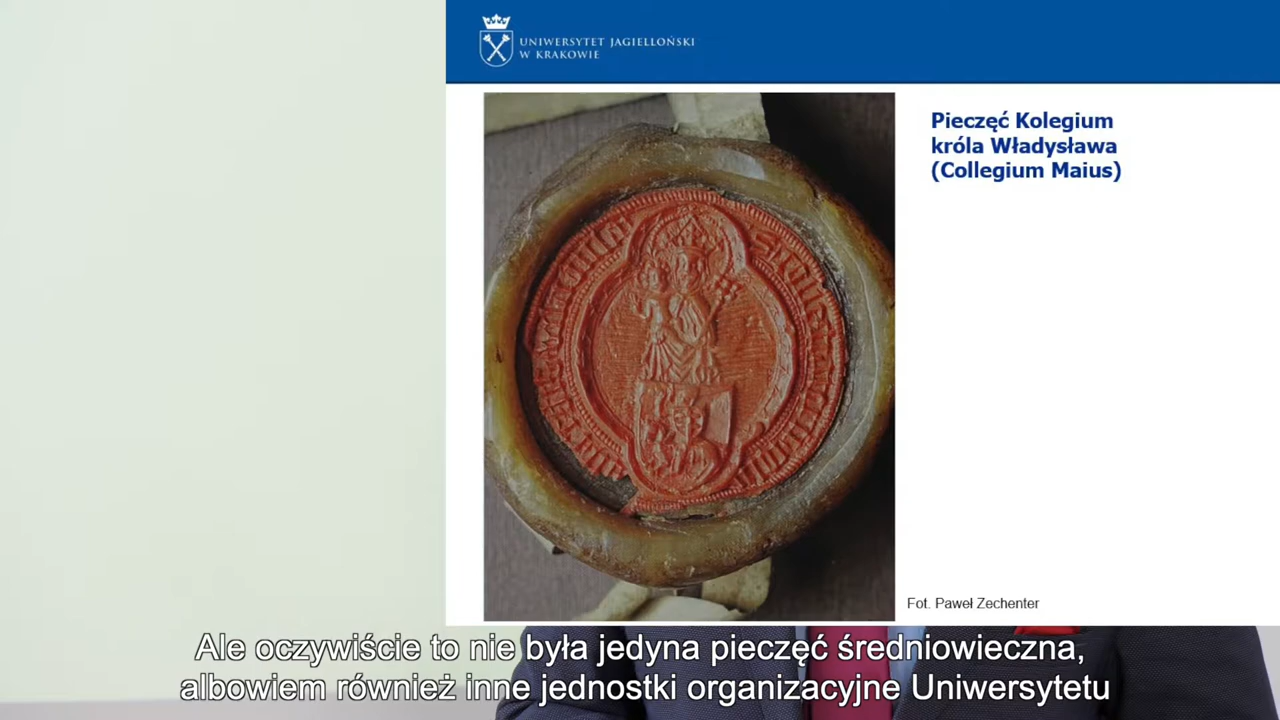 UNIWERSYTET JAGIELLOŃSKI
W KRAKOWIE
Pieczęć Kolegium
króla Władysława
(Collegium Maius)
Fot. Paweł Zechenter
Ale oczywiście to nie była jedyna pieczęć średniowieczna,
albowiem również inne jednostki organizacyjne Uniwersytetu